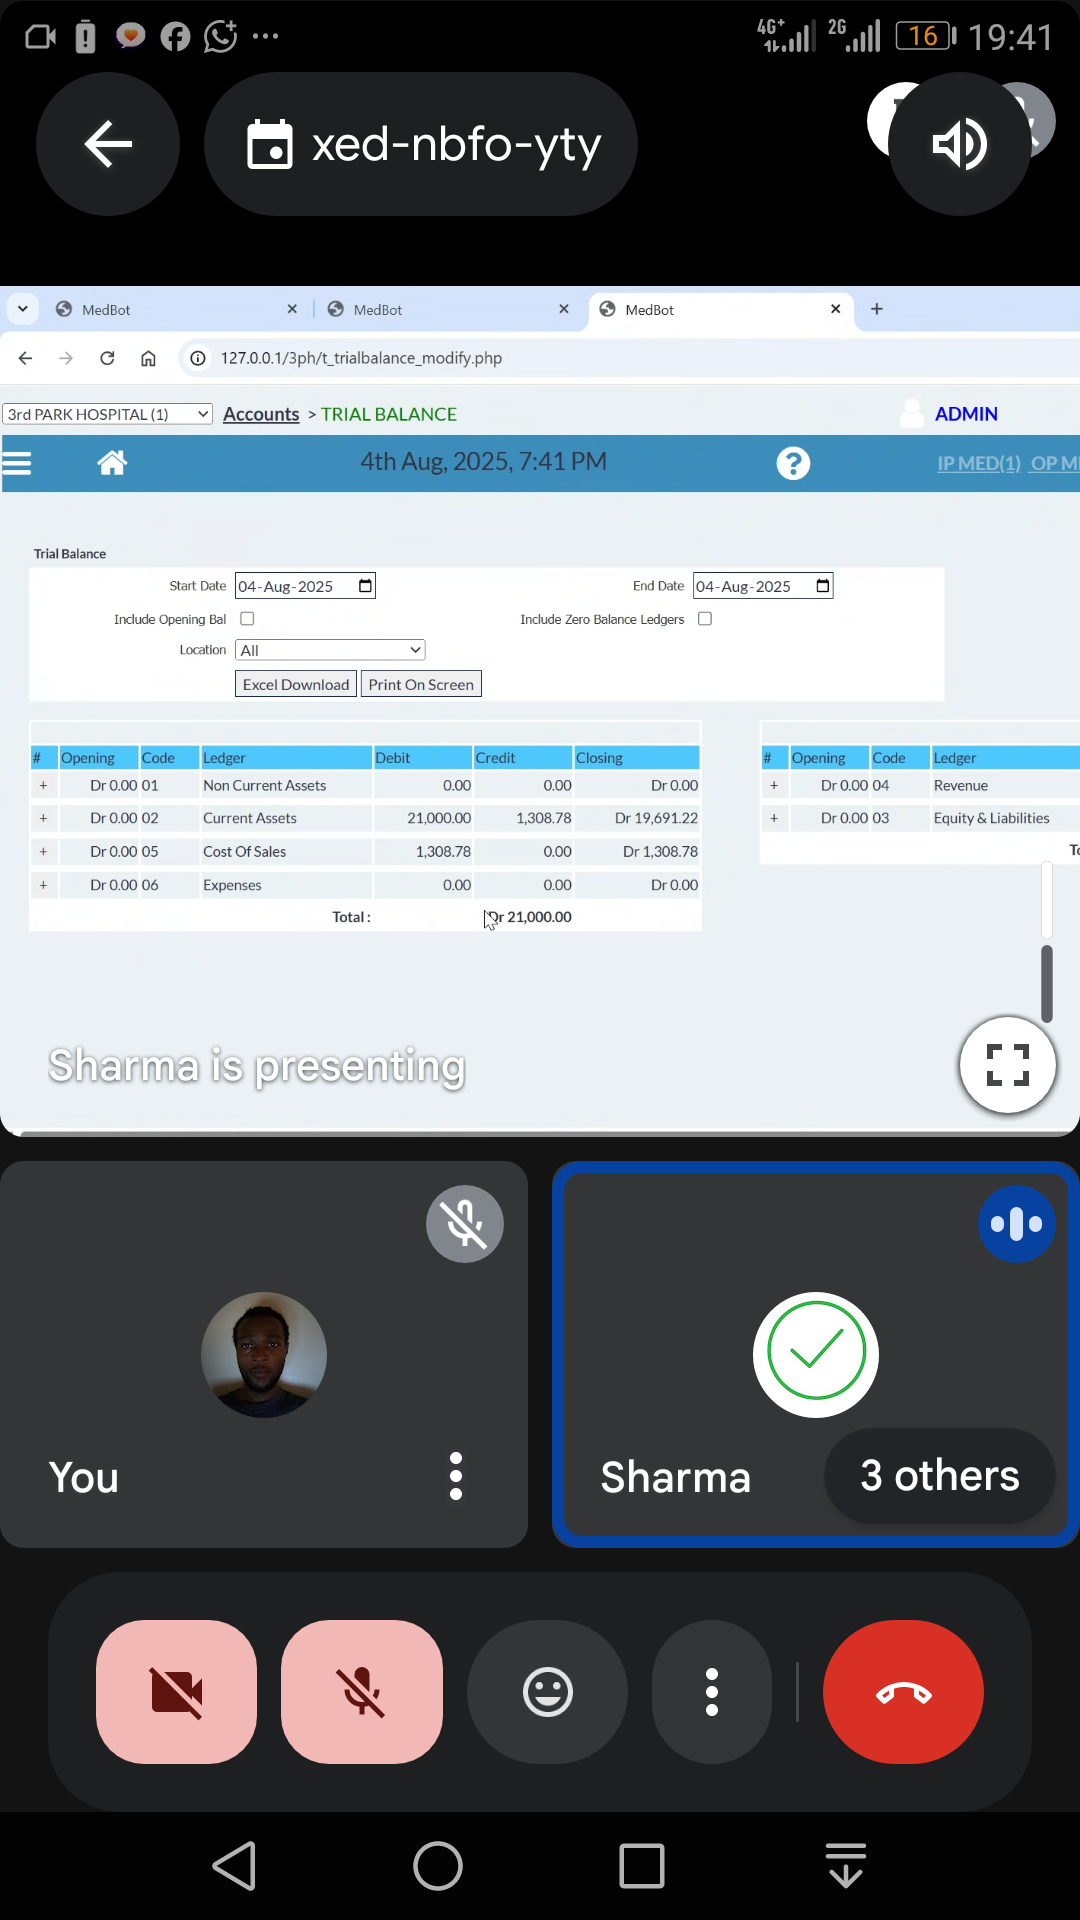 4G+ 2G 16 19:41
xed-nbfo-yty
MedBot MedBot MedBot
127.0.0.1/3ph/t_trialbalance_modify.php
3rd PARK HOSPITAL (1) Accounts > TRIAL BALANCE ADMIN
4th Aug, 2025, 7:41 PM IP MED(1) OP
Trial Balance
Start Date 04-Aug-2025 End Date 04-Aug-2025
Include Opening Bal Include Zero Balance Ledgers
Location All
Excel Download Print On Screen
# Opening Code Ledger Debit Credit Closing # Opening Code Ledger
+ Dr 0.00 01 Non Current Assets 0.00 0.00 Dr 0.00 + Dr 0.00 04 Revenue
+ Dr 0.00 02 Current Assets 21,000.00 1,308.78 Dr 19,691.22 + Dr 0.00 03 Equity & Liabilities
+ Dr 0.00 05 Cost Of Sales 1,308.78 0.00 Dr 1,308.78
+ Dr 0.00 06 Expenses 0.00 0.00 Dr 0.00
Total : Dr 21,000.00
Sharma is presenting
You Sharma 3 others